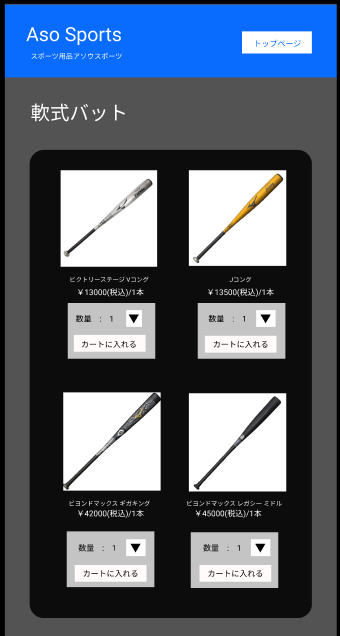 Aso Sports
スポーツ用品アソウスポーツ
トップページ
軟式バット
ビクトリーステージ Vコング
￥13000(税込)/1本
数量 : 1 ▼
カートに入れる
Jコング
￥13500(税込)/1本
数量 : 1 ▼
カートに入れる
ビヨンドマックス ギガキング
￥42000(税込)/1本
数量 : 1 ▼
カートに入れる
ビヨンドマックス レガシー ミドル
￥45000(税込)/1本
数量 : 1 ▼
カートに入れる